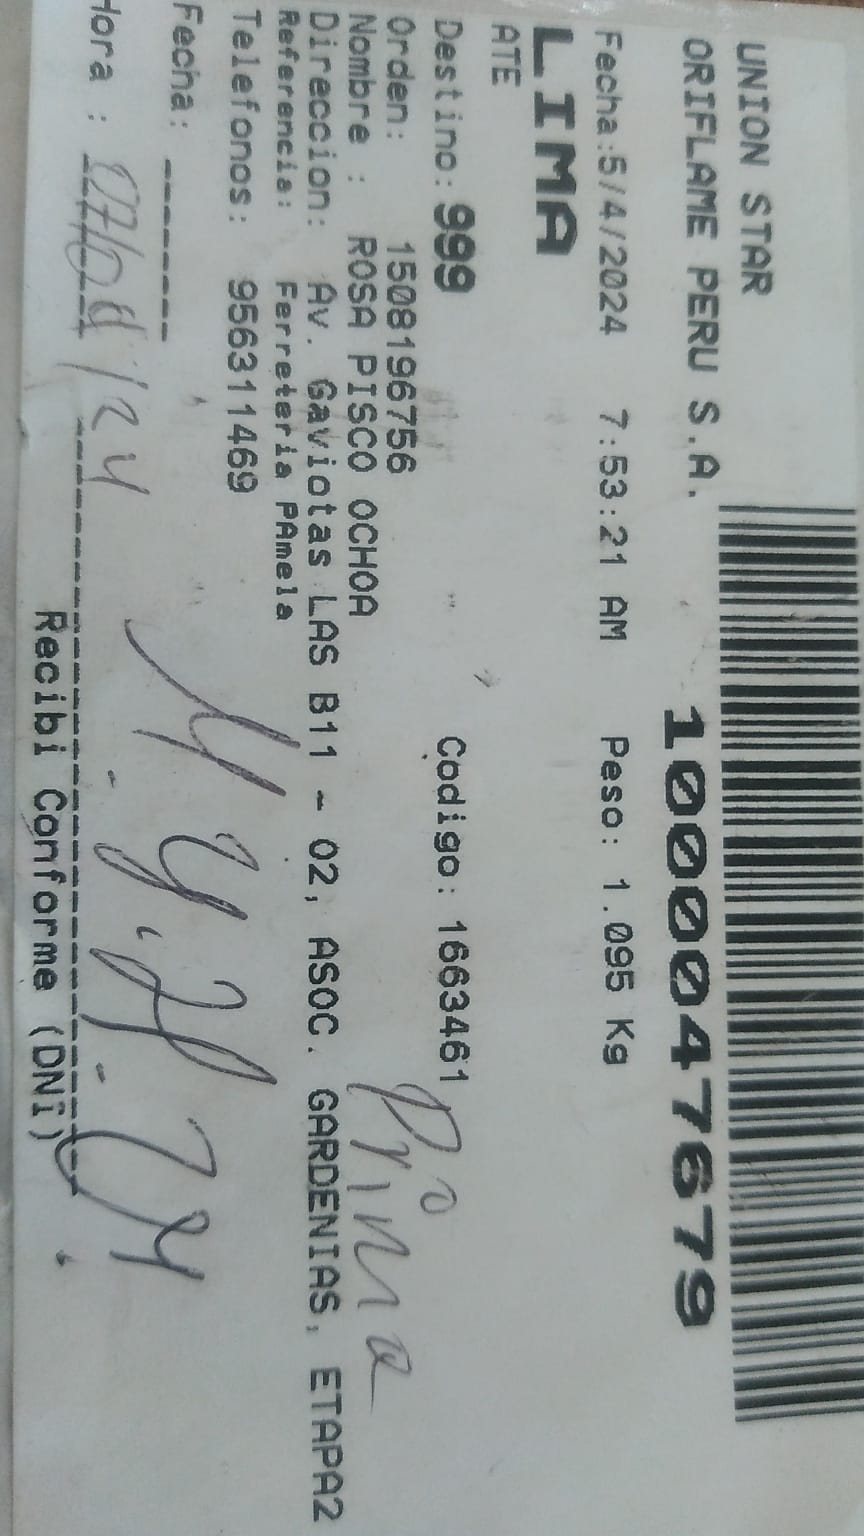 UNION STAR
ORIFLAME PERU S.A.
10000047679
Fecha:5/4/2024 7:53:21 AM Peso: 1.095 Kg
LIMA
ATE
Destino: 999 Codigo: 1663461
Orden: 1508196756
Nombre : ROSA PISCO OCHOA
Prima
Direccion: Av. Gaviotas LAS B11 - 02, ASOC. GARDENIAS, ETAPA2
Referencia: Ferreteria PAmela
Telefonos: 956311469
Fecha:
Hora :
Recibi Conforme (DNi)